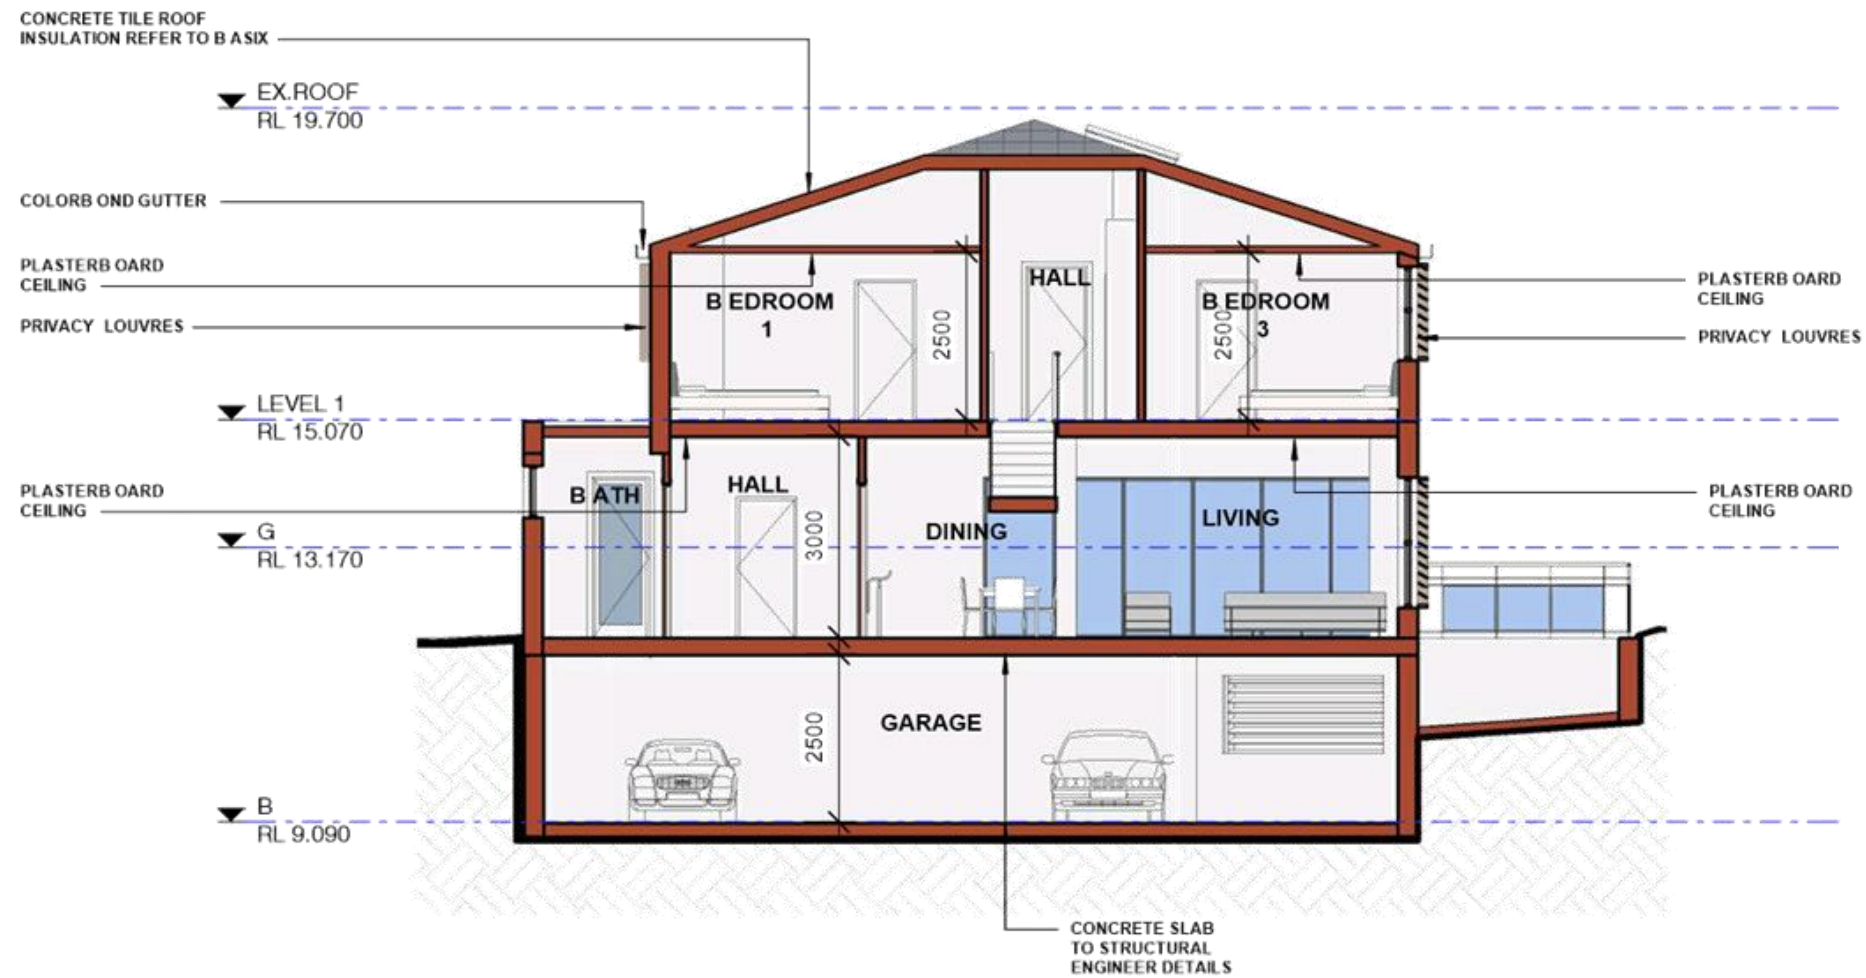 CONCRETE TILE ROOF
INSULATION REFER TO B ASIX
EX.ROOF
RL 19.700
COLORB OND GUTTER
PLASTERB OARD
CEILING
PRIVACY LOUVRES
B EDROOM
1
2500
HALL
B EDROOM
3
2500
PLASTERB OARD
CEILING
PRIVACY LOUVRES
LEVEL 1
RL 15.070
PLASTERB OARD
CEILING
B ATH
HALL
3000
DINING
LIVING
PLASTERB OARD
CEILING
G
RL 13.170
GARAGE
2500
B
RL 9.090
CONCRETE SLAB
TO STRUCTURAL
ENGINEER DETAILS